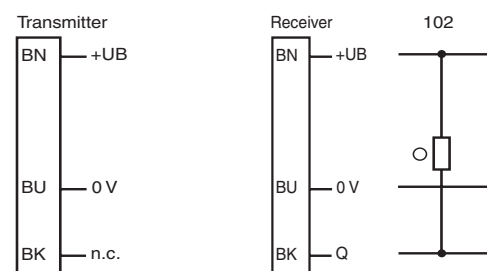 Transmitter Receiver 102
BN +UB BN +UB
BU 0 V BU 0 V
BK n.c. BK Q